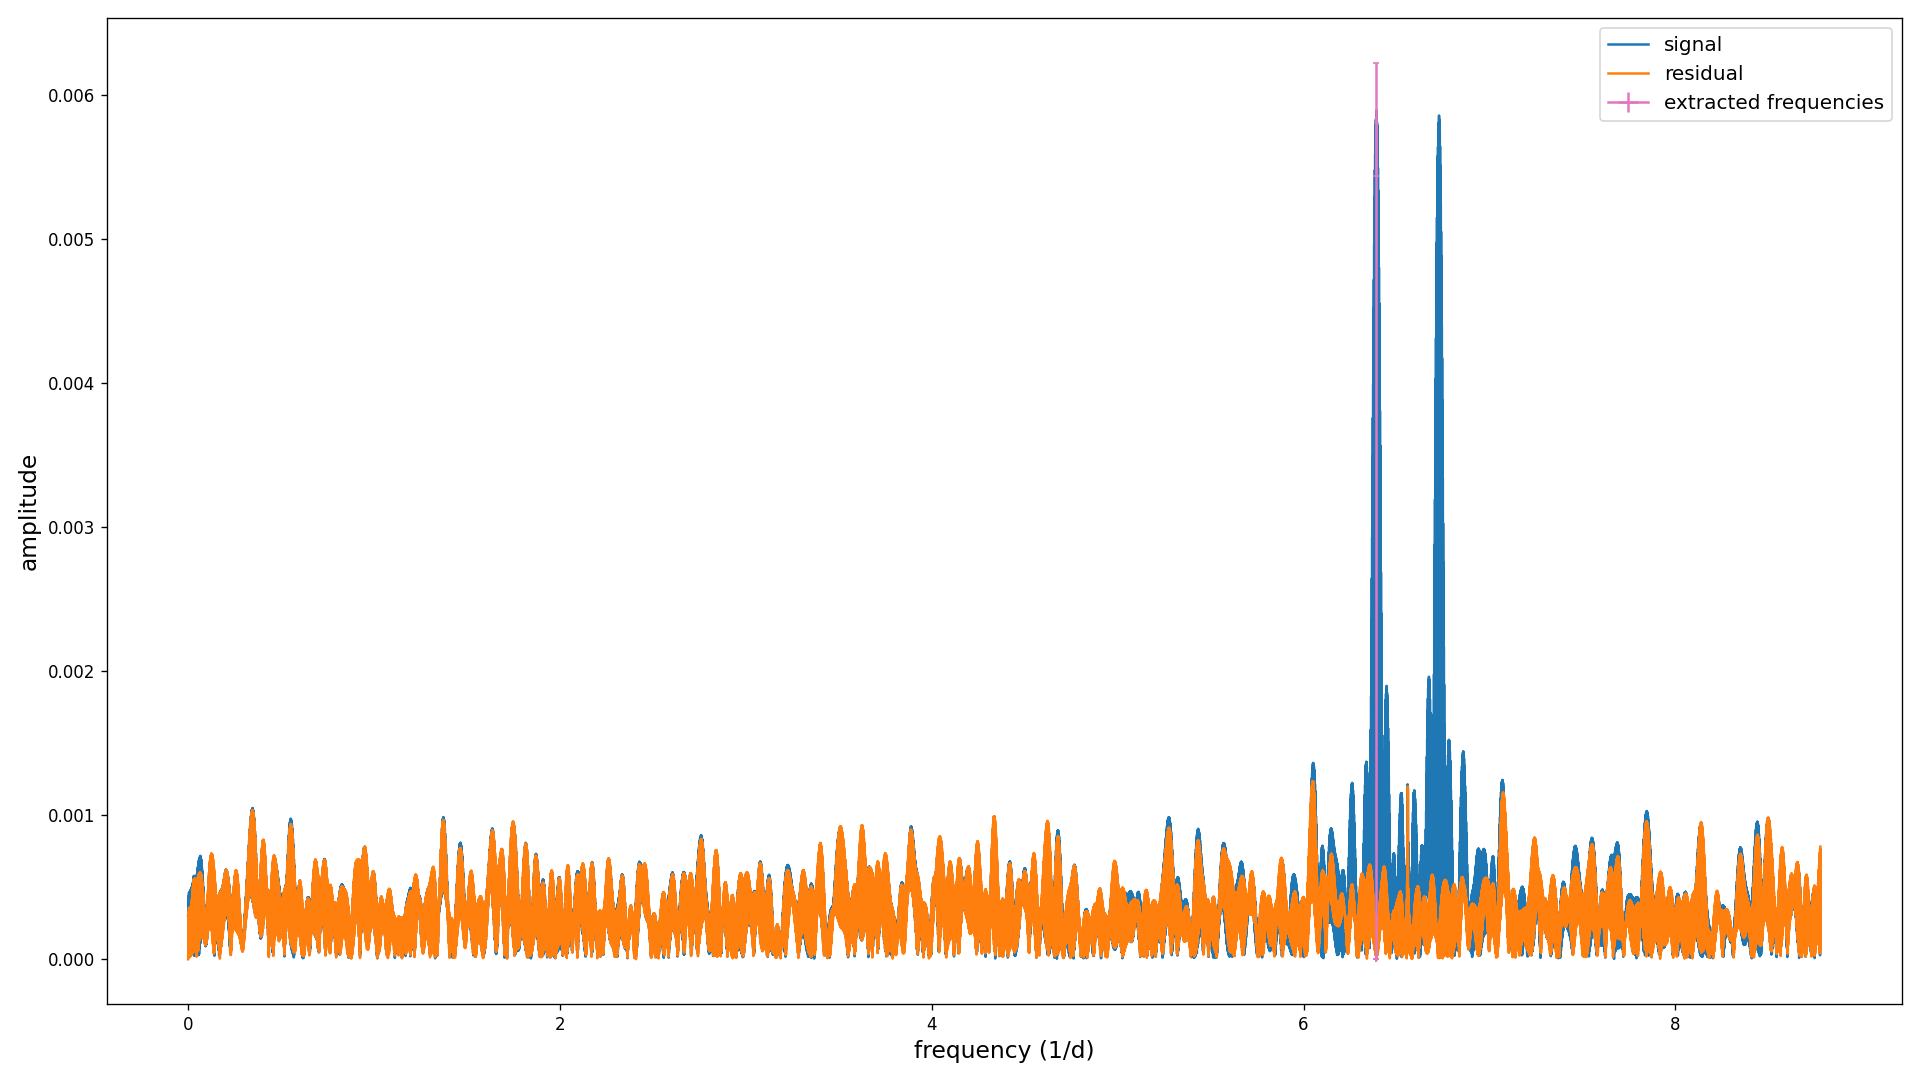 signal
residual
extracted frequencies
amplitude
0.006
0.005
0.004
0.003
0.002
0.001
0.000
0 2 4 6 8
frequency (1/d)